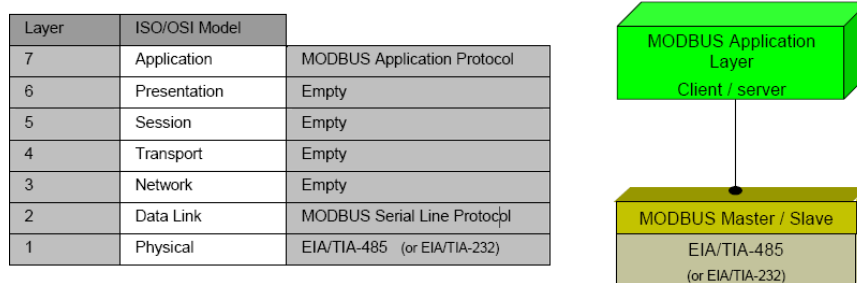 Layer ISO/OSI Model
7 Application MODBUS Application Protocol
6 Presentation Empty
5 Session Empty
4 Transport Empty
3 Network Empty
2 Data Link MODBUS Serial Line Protocol
1 Physical EIA/TIA-485 (or EIA/TIA-232)
MODBUS Application
Layer
Client / server
MODBUS Master / Slave
EIA/TIA-485
(or EIA/TIA-232)